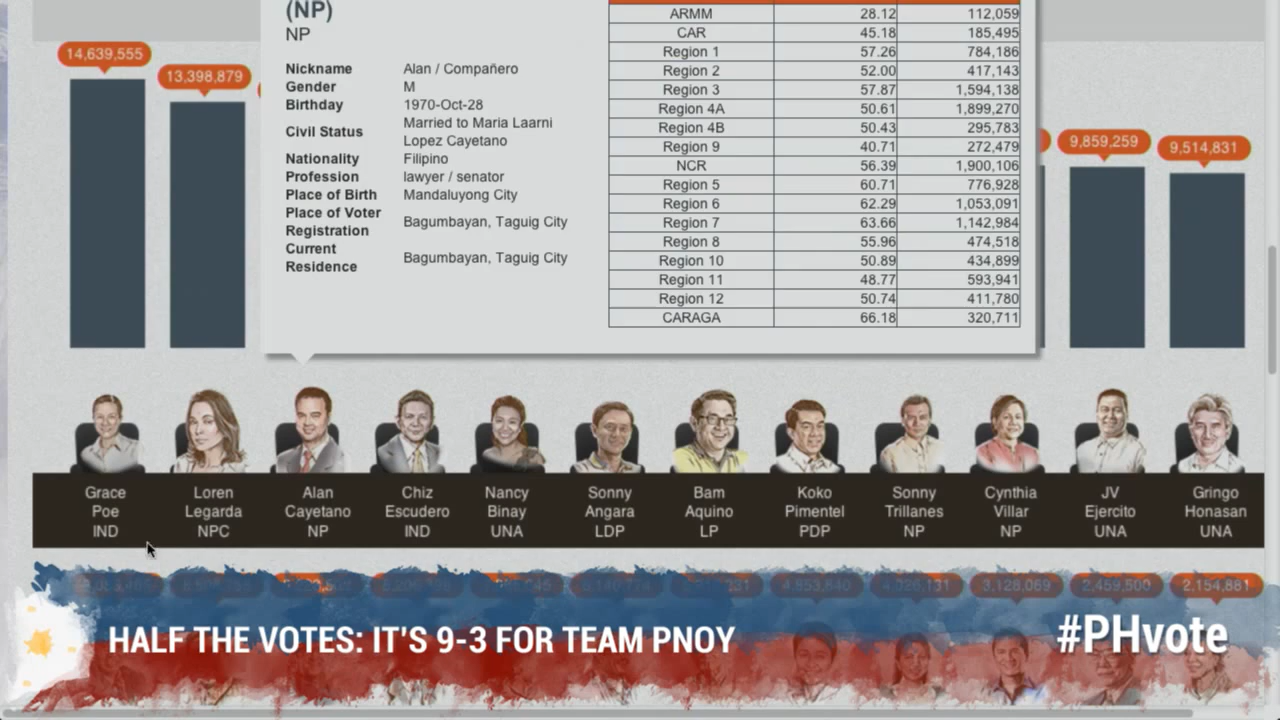 (NP)
NP
Nickname Alan / Compañero
Gender M
Birthday 1970-Oct-28
Civil Status Married to Maria Laarni
Lopez Cayetano
Nationality Filipino
Profession lawyer / senator
Place of Birth Mandaluyong City
Place of Voter
Registration Bagumbayan, Taguig City
Current
Residence Bagumbayan, Taguig City
ARMM 28.12 112,059
CAR 45.18 185,495
Region 1 57.26 784,186
Region 2 52.00 417,143
Region 3 57.87 1,594,138
Region 4A 50.61 1,899,270
Region 4B 50.43 295,783
Region 9 40.71 272,479
NCR 56.39 1,900,106
Region 5 60.71 776,928
Region 6 62.29 1,053,091
Region 7 63.66 1,142,984
Region 8 55.96 474,518
Region 10 50.89 434,899
Region 11 48.77 593,941
Region 12 50.74 411,780
CARAGA 66.18 320,711
14,639,555
13,398,879
9,859,259
9,514,831
Grace Poe IND
Loren Legarda NPC
Alan Cayetano NP
Chiz Escudero IND
Nancy Binay UNA
Sonny Angara LDP
Bam Aquino LP
Koko Pimentel PDP
Sonny Trillanes NP
Cynthia Villar NP
JV Ejercito UNA
Gringo Honasan UNA
4,853,840
4,026,131
3,128,069
2,459,500
2,154,881
HALF THE VOTES: IT'S 9-3 FOR TEAM PNOY
#PHvote